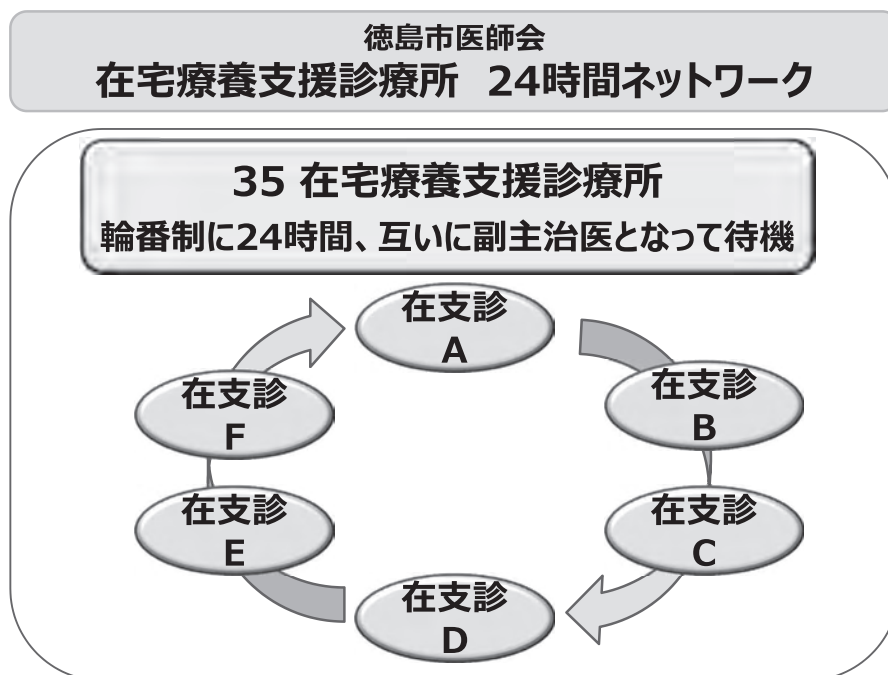 徳島市医師会
在宅療養支援診療所 24時間ネットワーク
35 在宅療養支援診療所
輪番制に24時間、互いに副主治医となって待機
在支診
A
在支診
B
在支診
C
在支診
D
在支診
E
在支診
F